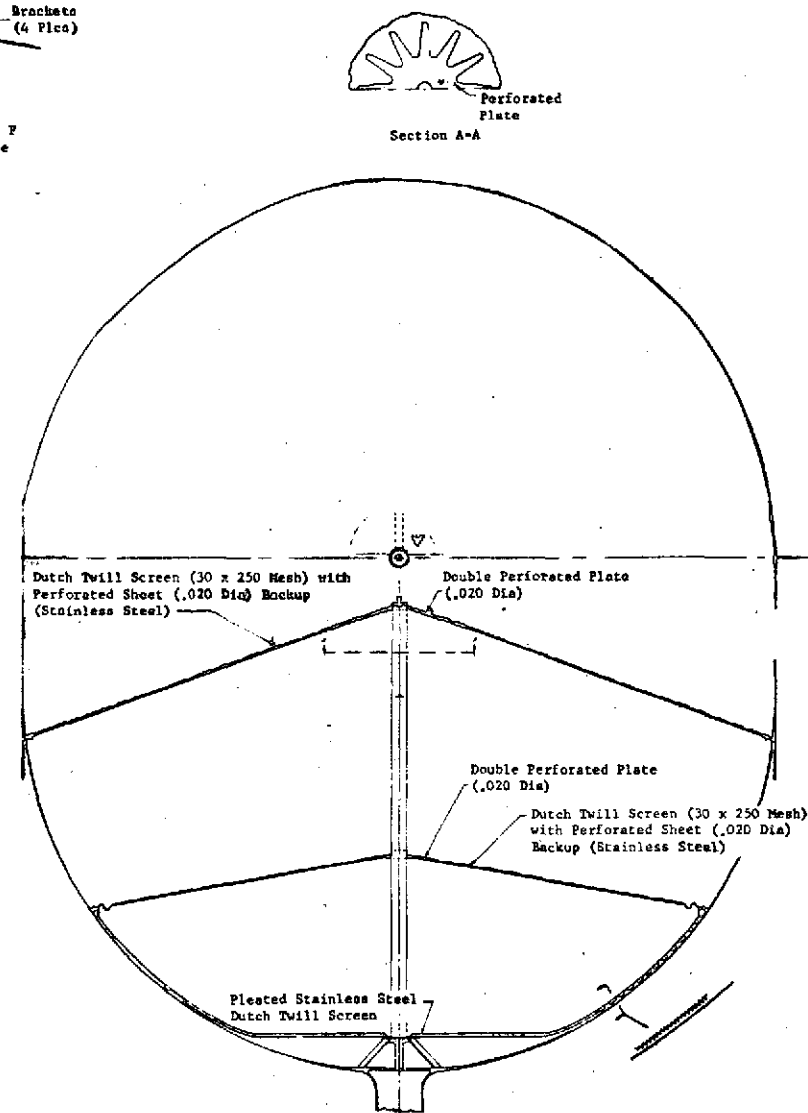 Brackets
(4 Plcs)
P
e
Perforated
Plate
Section A-A
Dutch Twill Screen (30 x 250 Mesh) with
Perforated Sheet (.020 Dia) Backup
(Stainless Steel)
Double Perforated Plate
(.020 Dia)
Double Perforated Plate
(.020 Dia)
Dutch Twill Screen (30 x 250 Mesh)
with Perforated Sheet (.020 Dia)
Backup (Stainless Steel)
Pleated Stainless Steel
Dutch Twill Screen